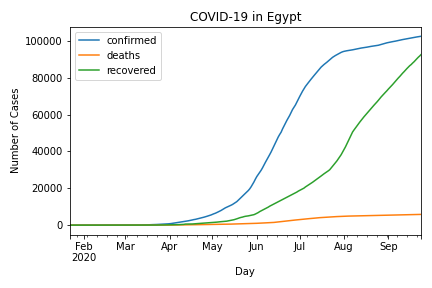 COVID-19 in Egypt
confirmed
deaths
recovered
Number of Cases
100000
80000
60000
40000
20000
0
Feb Mar Apr May Jun Jul Aug Sep
2020
Day